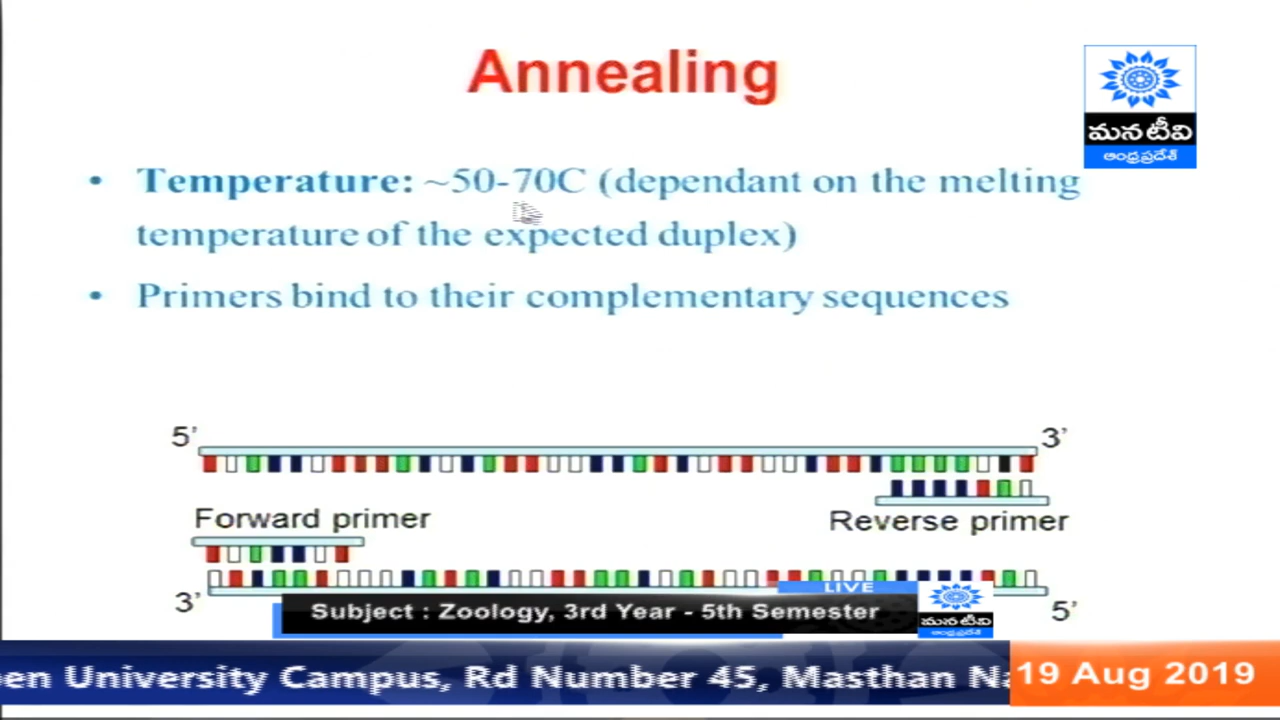 Annealing
మన టీవి
ఆంధ్రప్రదేశ్
• Temperature: ~50-70C (dependant on the melting
temperature of the expected duplex)
• Primers bind to their complementary sequences
5’
3’
Forward primer
Reverse primer
3’
5’
LIVE
Subject : Zoology, 3rd Year - 5th Semester
మన టీవి
ఆంధ్రప్రదేశ్
University Campus, Rd Number 45, Masthan
19 Aug 2019